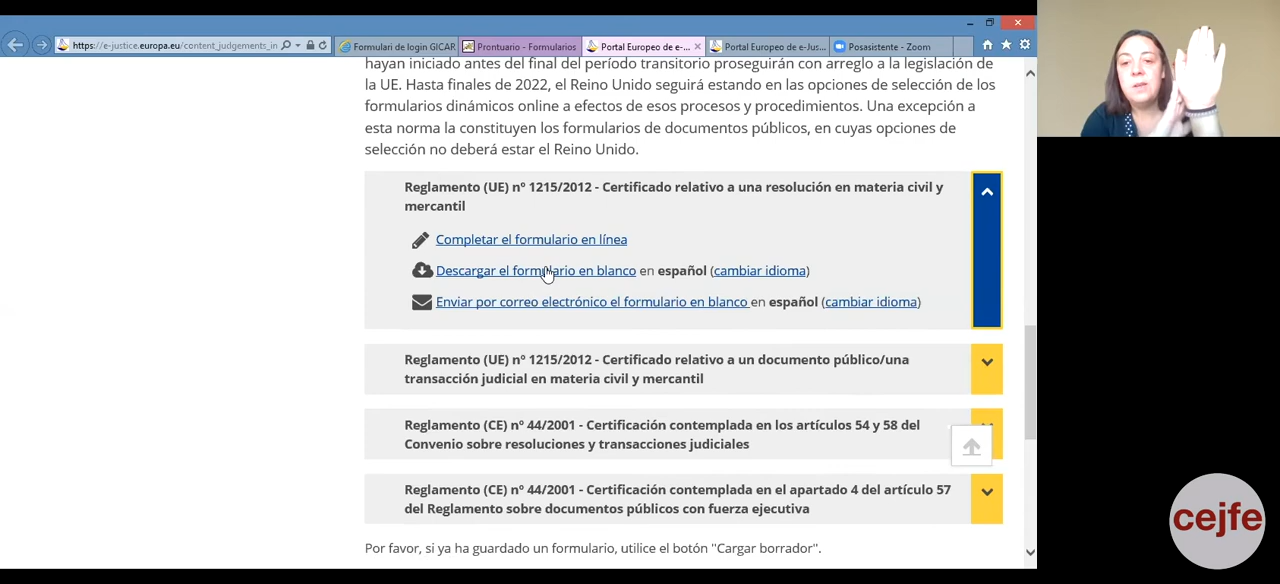 https://e-justice.europa.eu/content_judgements_in
Formulari de login GICAR
Prontuario - Formularios
Portal Europeo de e-...
Portal Europeo de e-Jus...
Posasistente - Zoom
hayan iniciado antes del final del período transitorio proseguirán con arreglo a la legislación de
la UE. Hasta finales de 2022, el Reino Unido seguirá estando en las opciones de selección de los
formularios dinámicos online a efectos de esos procesos y procedimientos. Una excepción a
esta norma la constituyen los formularios de documentos públicos, en cuyas opciones de
selección no deberá estar el Reino Unido.
Reglamento (UE) nº 1215/2012 - Certificado relativo a una resolución en materia civil y
mercantil
Completar el formulario en línea
Descargar el formulario en blanco en español (cambiar idioma)
Enviar por correo electrónico el formulario en blanco en español (cambiar idioma)
Reglamento (UE) nº 1215/2012 - Certificado relativo a un documento público/una
transacción judicial en materia civil y mercantil
Reglamento (CE) nº 44/2001 - Certificación contemplada en los artículos 54 y 58 del
Convenio sobre resoluciones y transacciones judiciales
Reglamento (CE) nº 44/2001 - Certificación contemplada en el apartado 4 del artículo 57
del Reglamento sobre documentos públicos con fuerza ejecutiva
Por favor, si ya ha guardado un formulario, utilice el botón "Cargar borrador".
cejfe